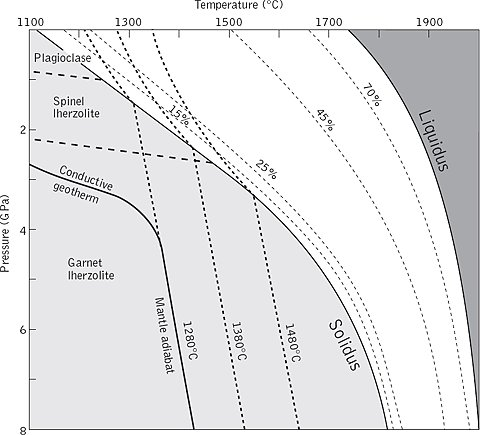 Temperature (°C)
1100 1300 1500 1700 1900
Plagioclase
Spinel
lherzolite
15%
25%
45%
70%
Liquidus
2
Conductive
geotherm
Pressure (G Pa)
4
Garnet
lherzolite
Mantle adiabat
1280°C
1380°C
1480°C
Solidus
6
8